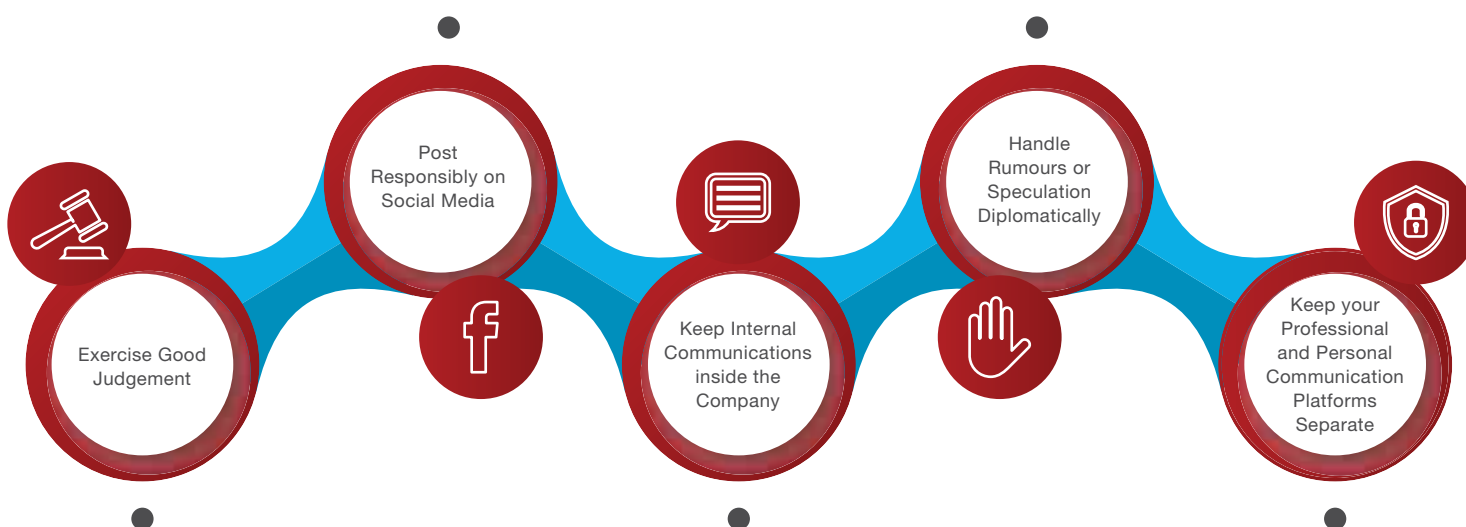 Exercise Good
Judgement
Post
Responsibly on
Social Media
Keep Internal
Communications
inside the
Company
Handle
Rumours or
Speculation
Diplomatically
Keep your
Professional
and Personal
Communication
Platforms
Separate